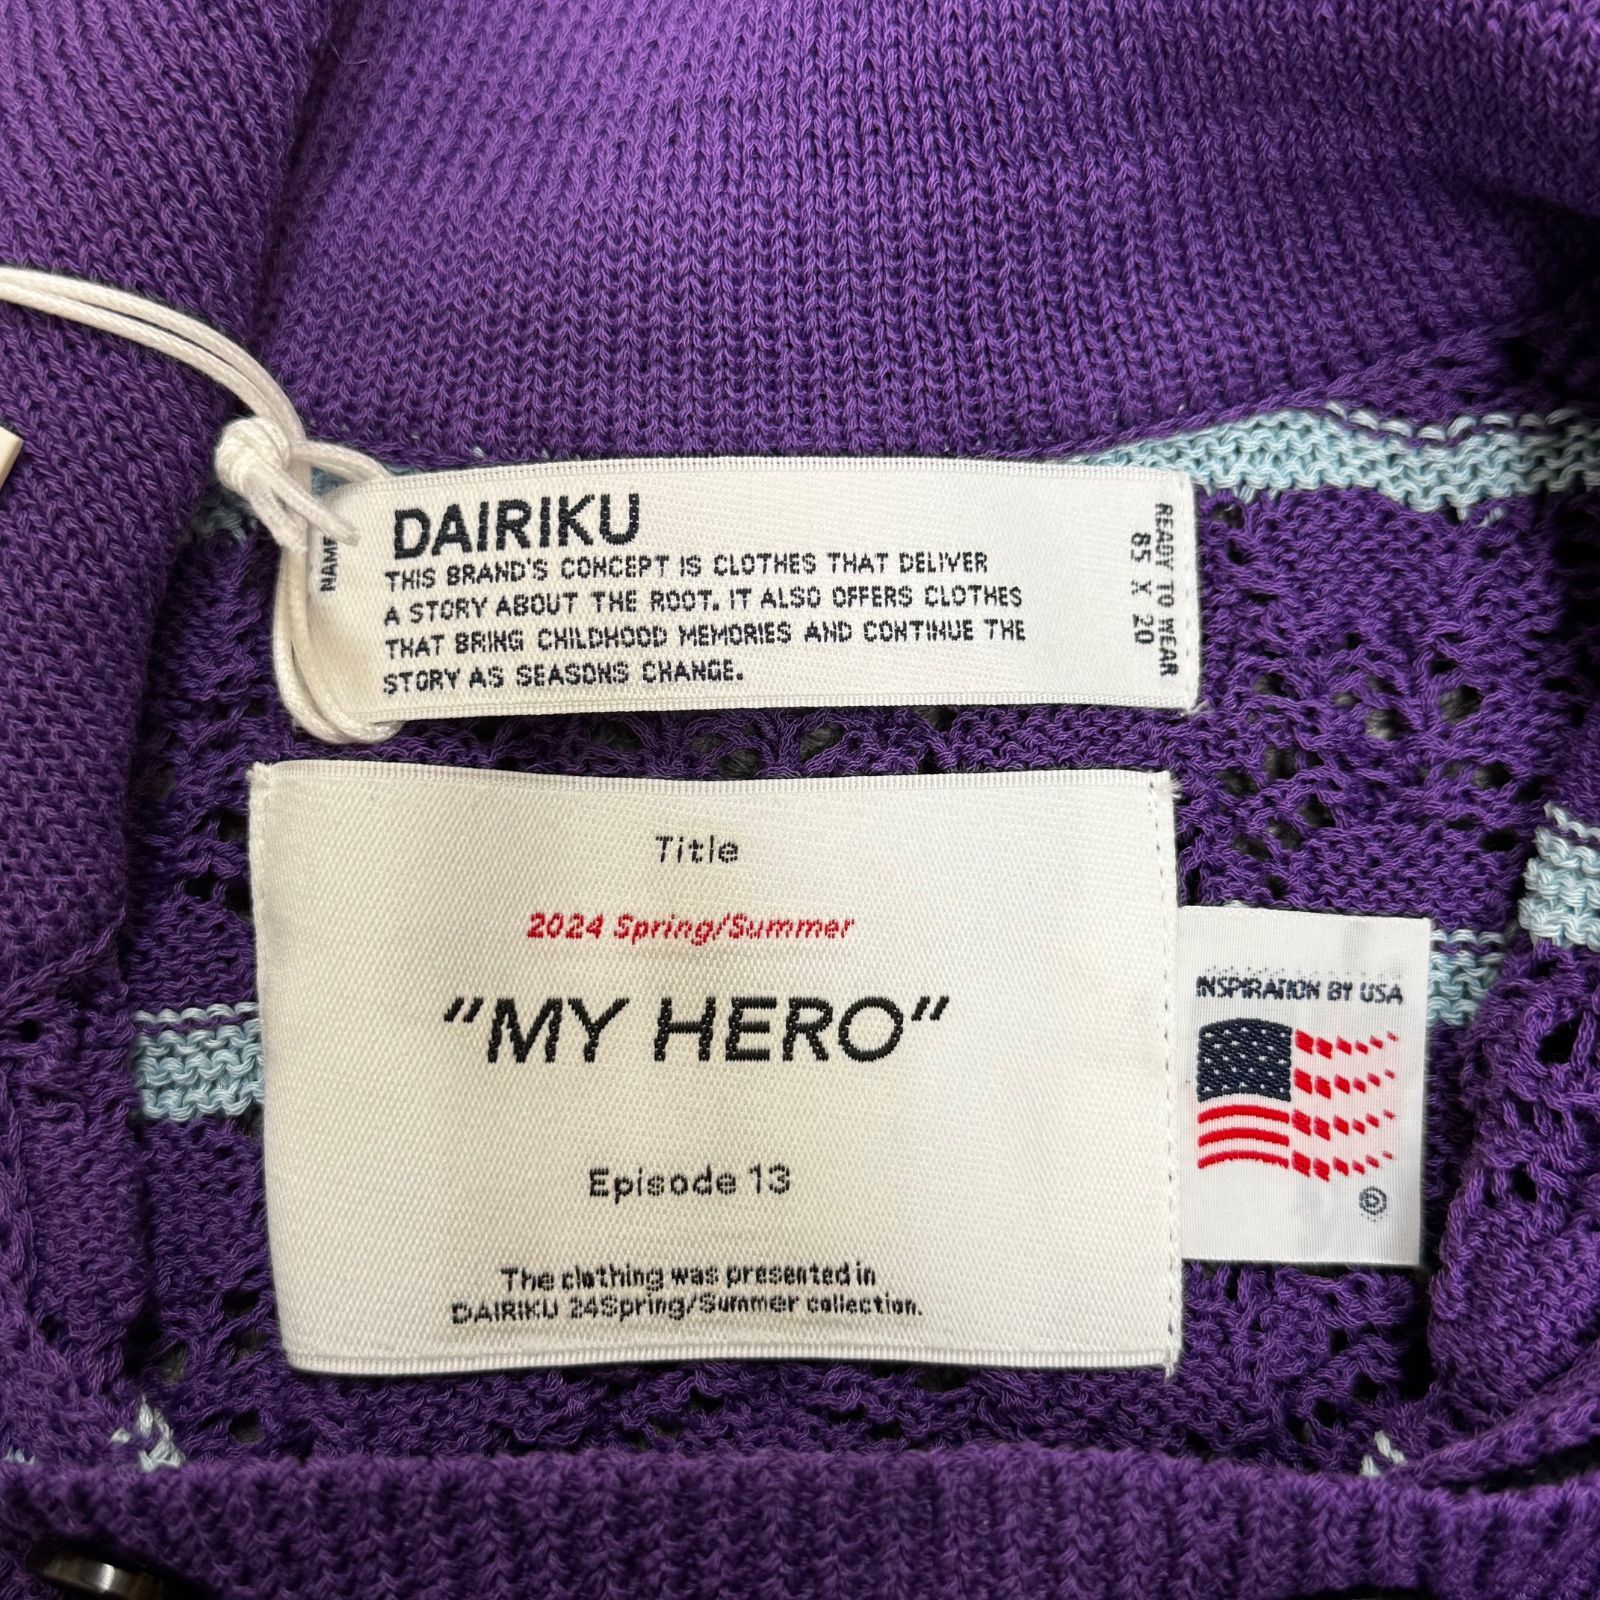 NAME
DAIRIKU
THIS BRAND'S CONCEPT IS CLOTHES THAT DELIVER
A STORY ABOUT THE ROOT. IT ALSO OFFERS CLOTHES
THAT BRING CHILDHOOD MEMORIES AND CONTINUE THE
STORY AS SEASONS CHANGE.
READY TO WEAR
85 X 20
Title
2024 Spring/Summer
"MY HERO"
Episode 13
The clothing was presented in
DAIRIKU 24Spring/Summer collection.
INSPIRATION BY USA
©